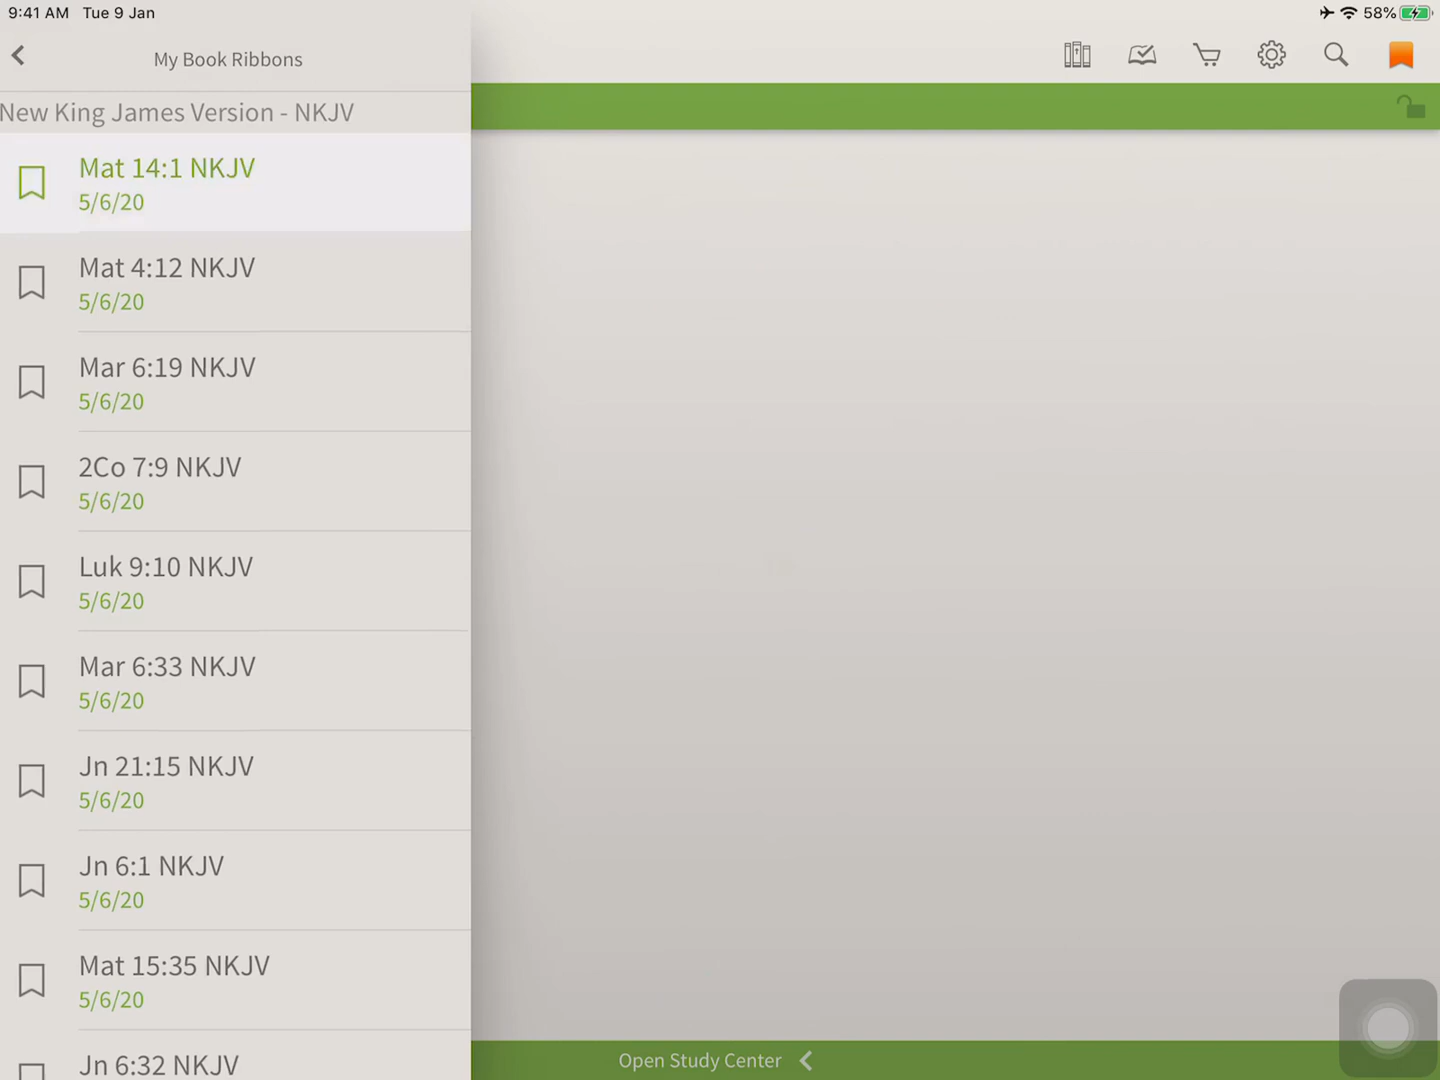 9:41 AM Tue 9 Jan
58%
My Book Ribbons
New King James Version - NKJV
Mat 14:1 NKJV
5/6/20
Mat 4:12 NKJV
5/6/20
Mar 6:19 NKJV
5/6/20
2Co 7:9 NKJV
5/6/20
Luk 9:10 NKJV
5/6/20
Mar 6:33 NKJV
5/6/20
Jn 21:15 NKJV
5/6/20
Jn 6:1 NKJV
5/6/20
Mat 15:35 NKJV
5/6/20
Jn 6:32 NKJV
Open Study Center